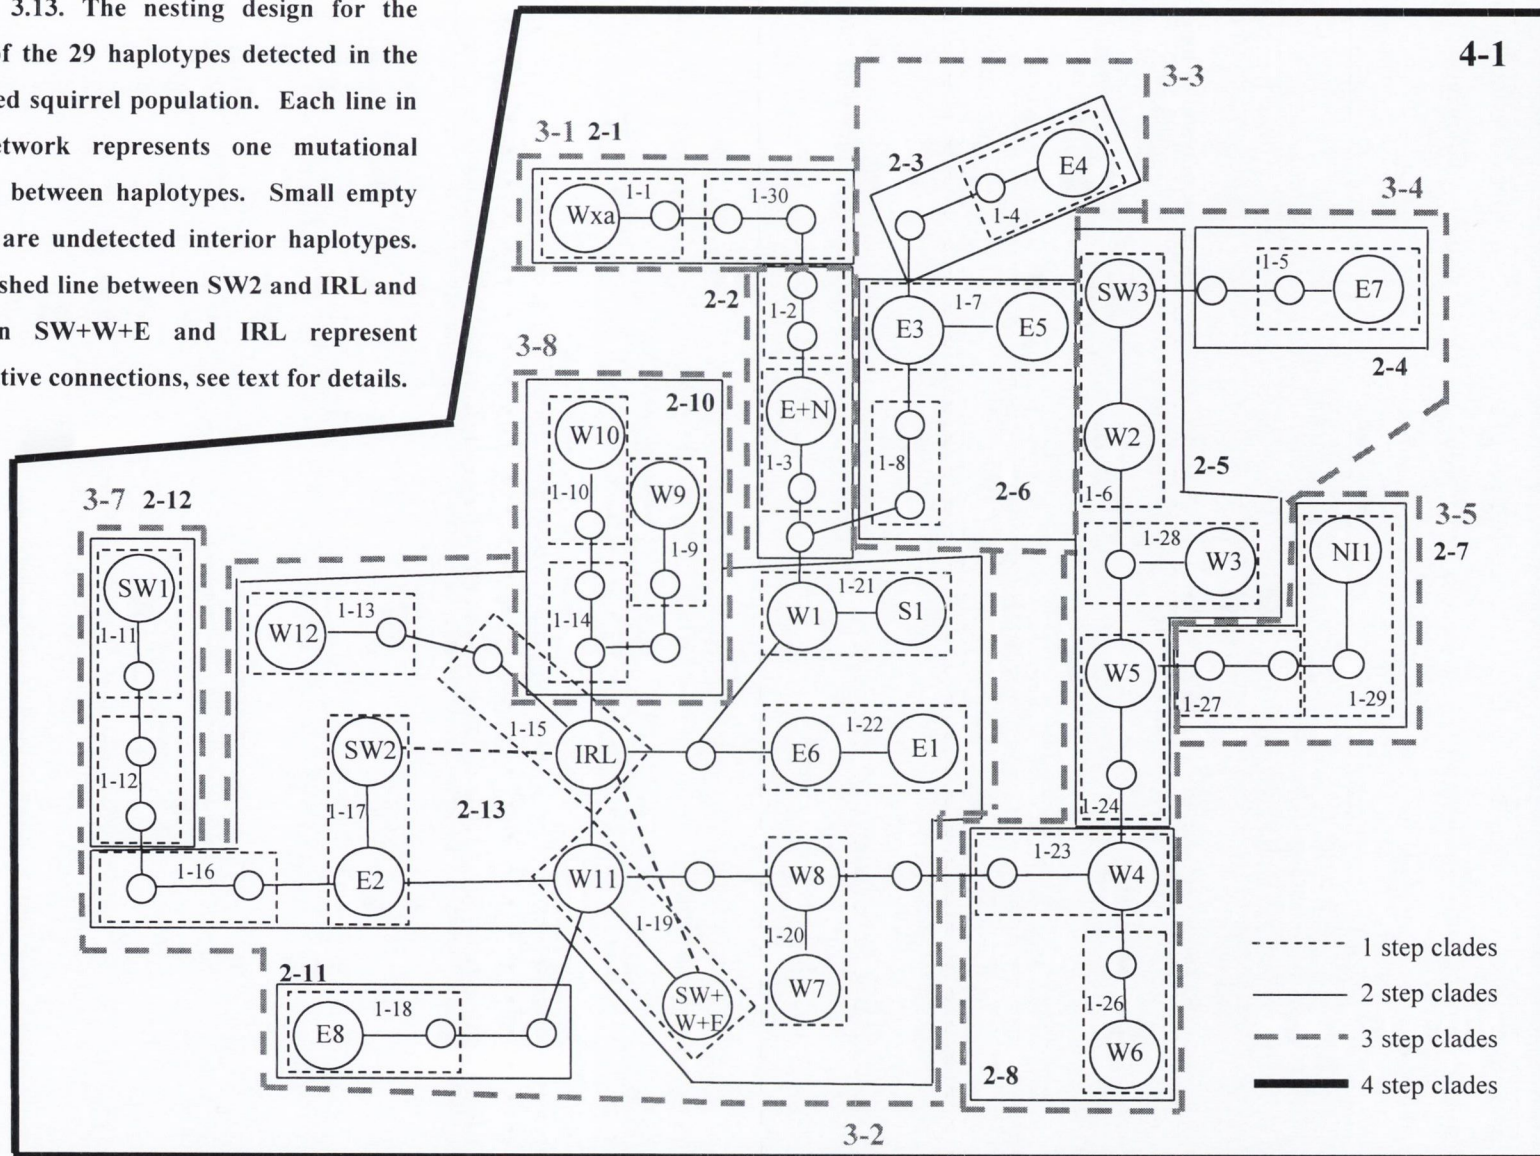 3.13. The nesting design for the
of the 29 haplotypes detected in the
squirrel population. Each line in
represents one mutational
between haplotypes. Small empty
are undetected interior haplotypes.
line between SW2 and IRL and
SW+W+E and IRL represent
connections, see text for details.
4-1
3-3
3-1 2-1
2-3
E4
1-4
3-4
Wxa
1-1
1-30
2-2
1-2
E3
1-7
E5
SW3
1-5
E7
2-4
3-8
2-10
E+N
1-3
1-8
2-6
W2
2-5
1-6
W10
1-10
W9
1-9
3-7 2-12
3-5
2-7
SW1
1-11
1-28
W3
NI1
W12
1-13
1-14
1-21
W1
S1
W5
1-27
1-29
1-15
IRL
SW2
1-17
2-13
E6
1-22
E1
1-12
1-24
1-16
E2
W11
W8
1-23
W4
1-19
1-20
W7
SW+
W+E
2-11
E8
1-18
1-26
W6
2-8
3-2
1 step clades
2 step clades
3 step clades
4 step clades